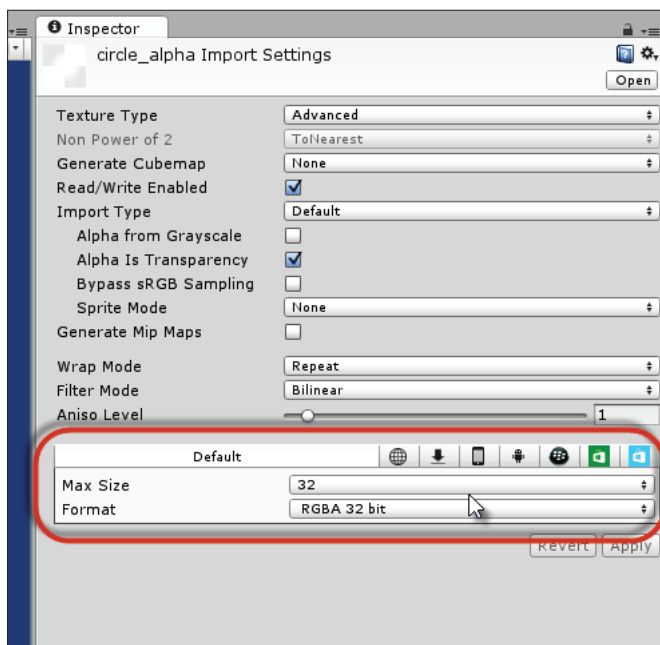 Inspector
circle_alpha Import Settings
Open
Texture Type Advanced
Non Power of 2 ToNearest
Generate Cubemap None
Read/Write Enabled
Import Type Default
Alpha from Grayscale
Alpha Is Transparency
Bypass sRGB Sampling
Sprite Mode None
Generate Mip Maps
Wrap Mode Repeat
Filter Mode Bilinear
Aniso Level 1
Default
Max Size 32
Format RGBA 32 bit
Revert Apply